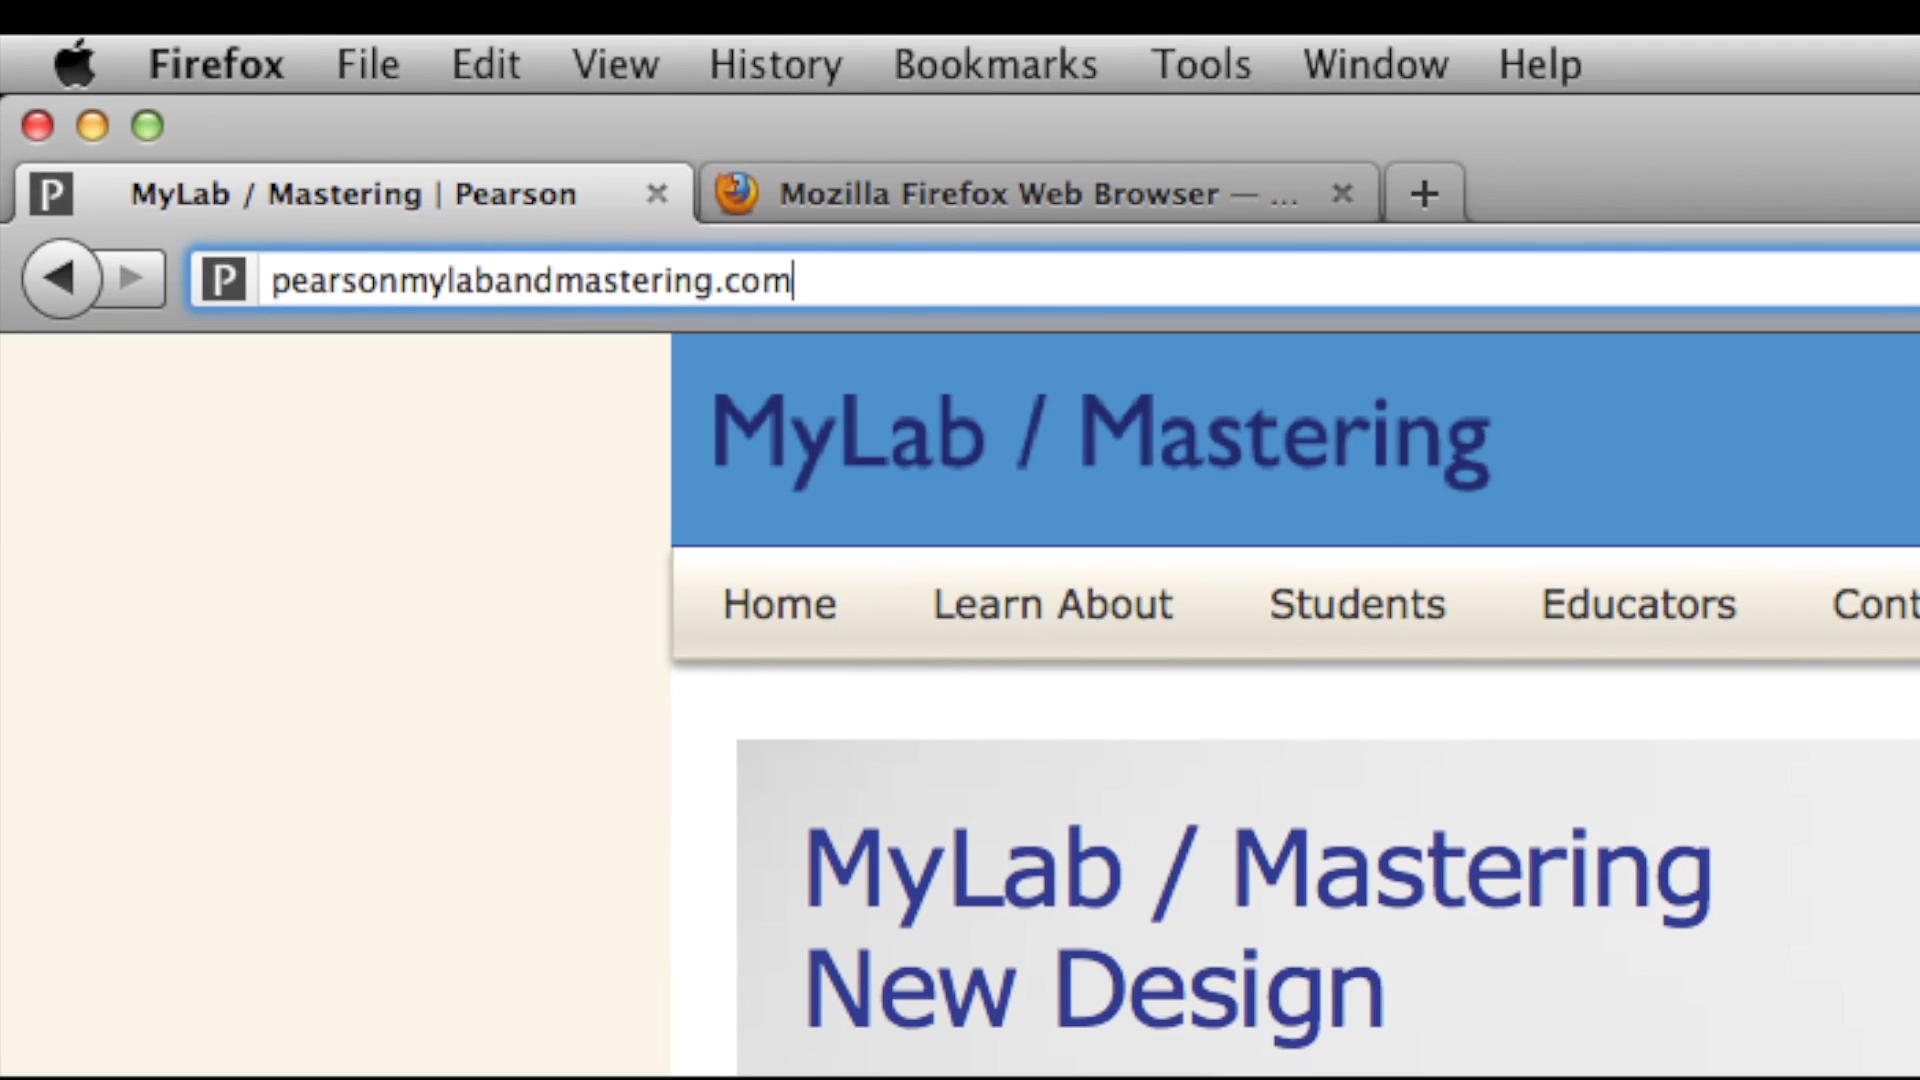 Firefox File Edit View History Bookmarks Tools Window Help
P MyLab / Mastering | Pearson Mozilla Firefox Web Browser — ...
P pearsonmylabandmastering.com
MyLab / Mastering
Home Learn About Students Educators Cont
MyLab / Mastering
New Design